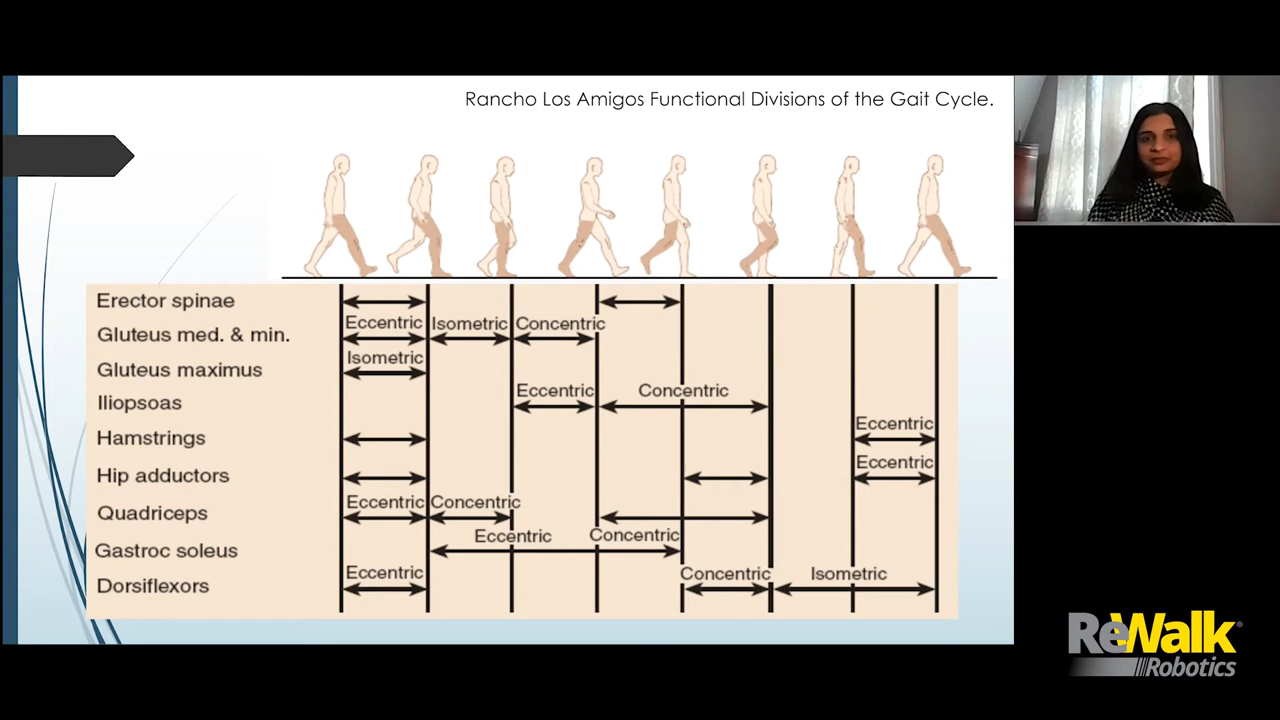 Rancho Los Amigos Functional Divisions of the Gait Cycle.
Erector spinae
Gluteus med. & min. Eccentric Isometric Concentric
Gluteus maximus Isometric
Iliopsoas Eccentric Concentric
Hamstrings Eccentric
Hip adductors Eccentric
Quadriceps Eccentric Concentric
Gastroc soleus Eccentric Concentric
Dorsiflexors Eccentric Concentric Isometric
ReWalk®
Robotics